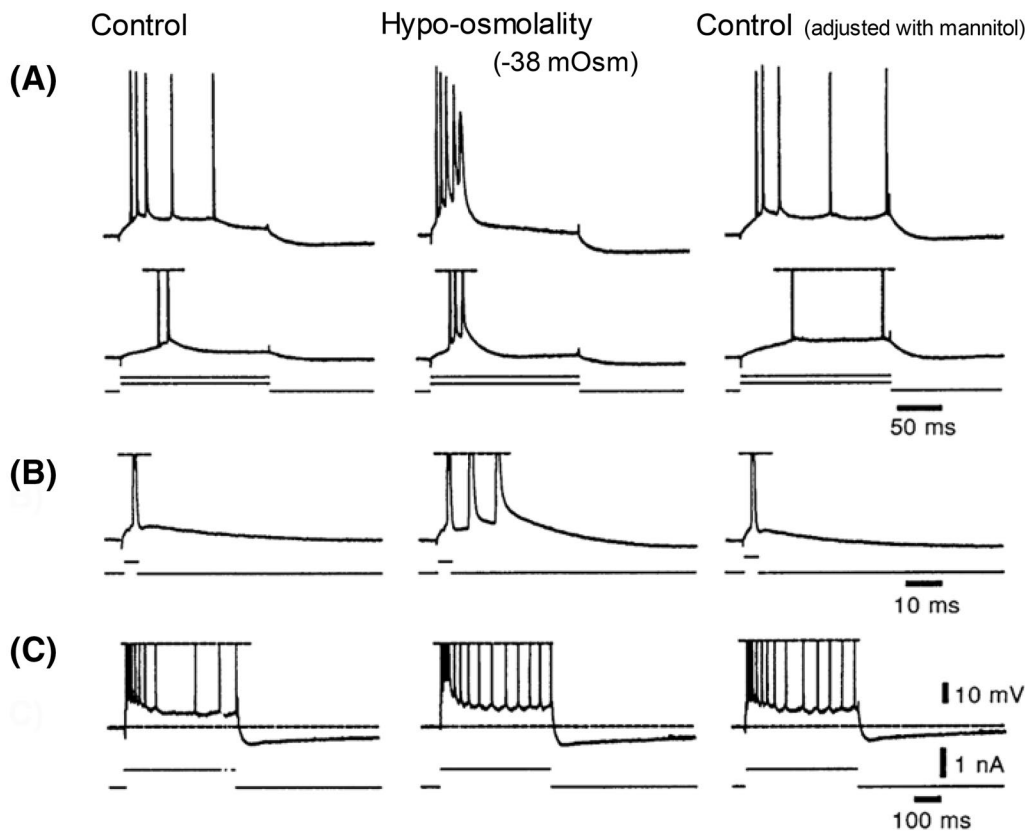 Control
Hypo-osmolality
(-38 mOsm)
Control (adjusted with mannitol)
(A)
50 ms
(B)
10 ms
(C)
10 mV
1 nA
100 ms